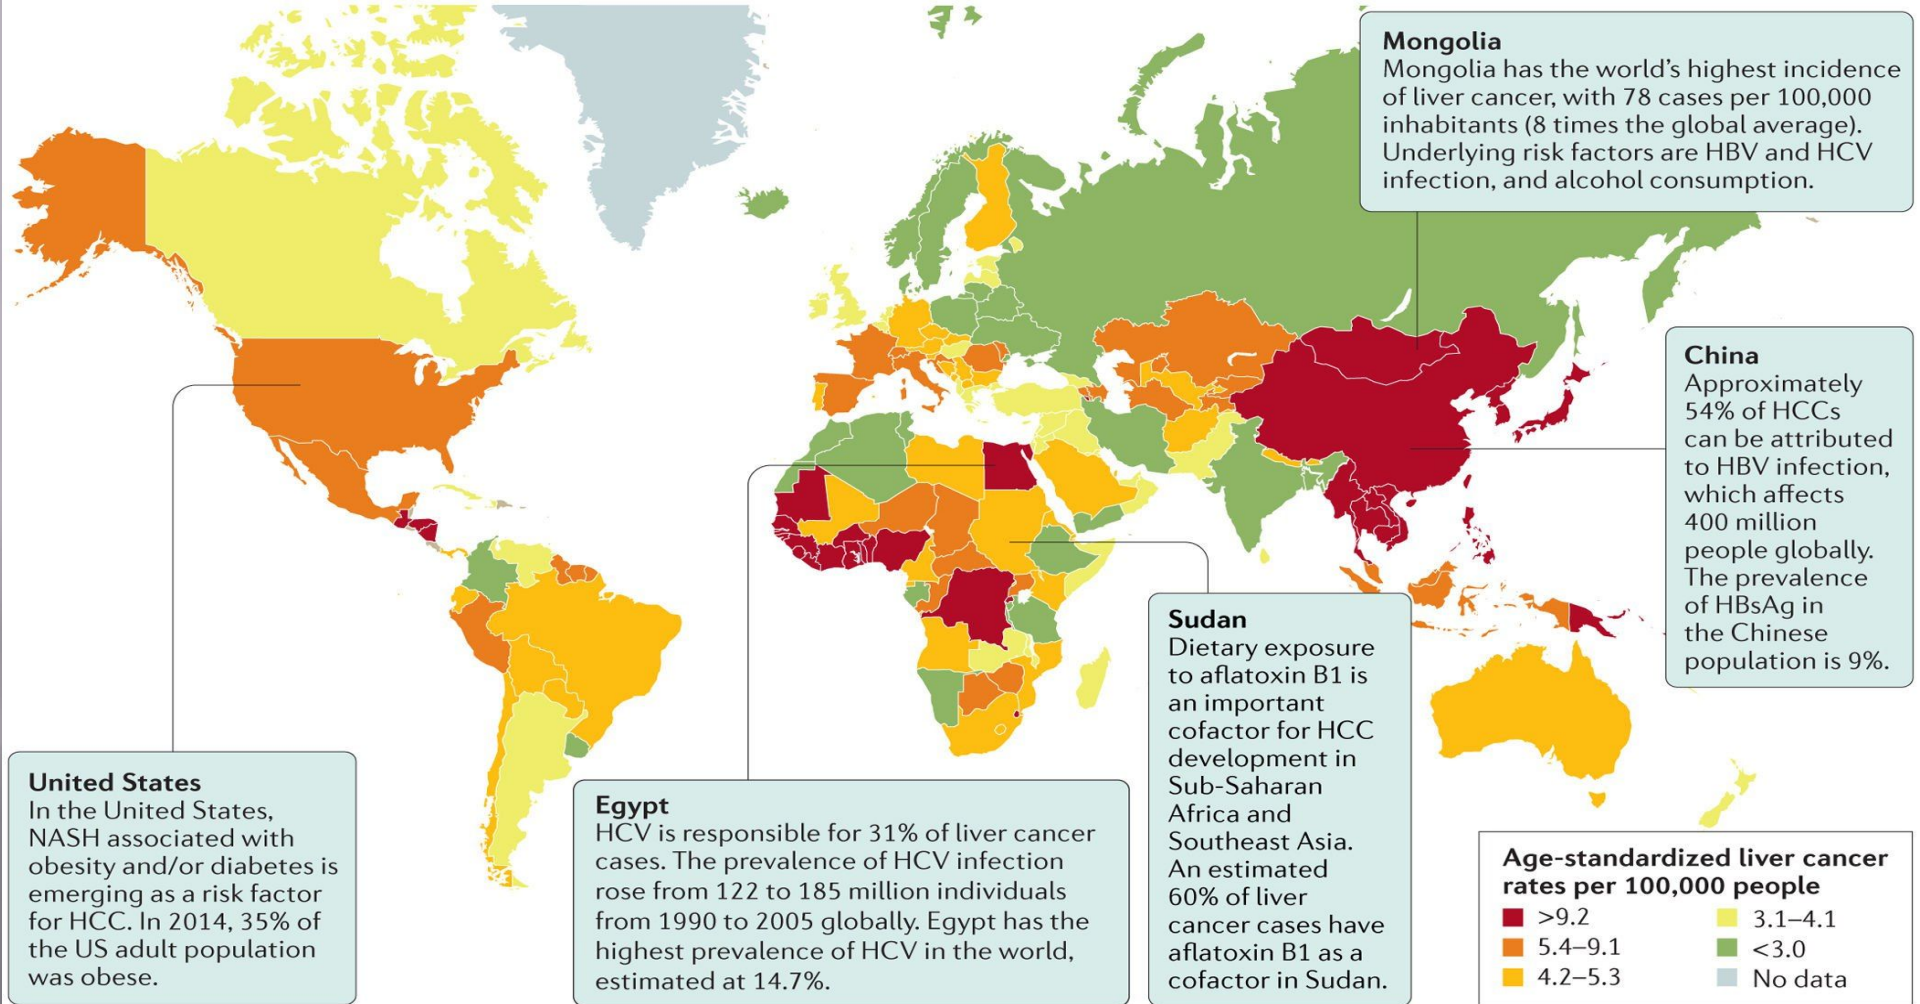 Mongolia
Mongolia has the world's highest incidence
of liver cancer, with 78 cases per 100,000
inhabitants (8 times the global average).
Underlying risk factors are HBV and HCV
infection, and alcohol consumption.
China
Approximately
54% of HCCs
can be attributed
to HBV infection,
which affects
400 million
people globally.
The prevalence
of HBsAg in
the Chinese
population is 9%.
United States
In the United States,
NASH associated with
obesity and/or diabetes is
emerging as a risk factor
for HCC. In 2014, 35% of
the US adult population
was obese.
Egypt
HCV is responsible for 31% of liver cancer
cases. The prevalence of HCV infection
rose from 122 to 185 million individuals
from 1990 to 2005 globally. Egypt has the
highest prevalence of HCV in the world,
estimated at 14.7%.
Sudan
Dietary exposure
to aflatoxin B1 is
an important
cofactor for HCC
development in
Sub-Saharan
Africa and
Southeast Asia.
An estimated
60% of liver
cancer cases have
aflatoxin B1 as a
cofactor in Sudan.
Age-standardized liver cancer
rates per 100,000 people
>9.2
5.4–9.1
4.2–5.3
3.1–4.1
<3.0
No data